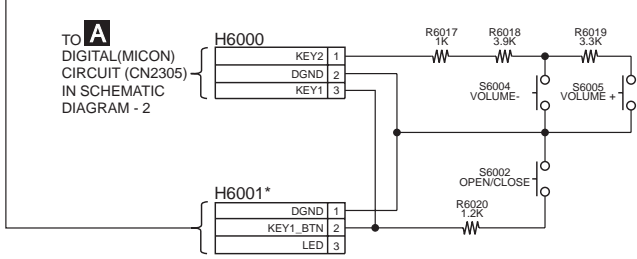 TO A
DIGITAL(MICON)
CIRCUIT (CN2305)
IN SCHEMATIC
DIAGRAM - 2
H6000
KEY2 1
DGND 2
KEY1 3
R6017
1K
R6018
3.9K
R6019
3.3K
S6004
VOLUME-
S6005
VOLUME +
S6002
OPEN/CLOSE
R6020
1.2K
H6001*
DGND 1
KEY1_BTN 2
LED 3